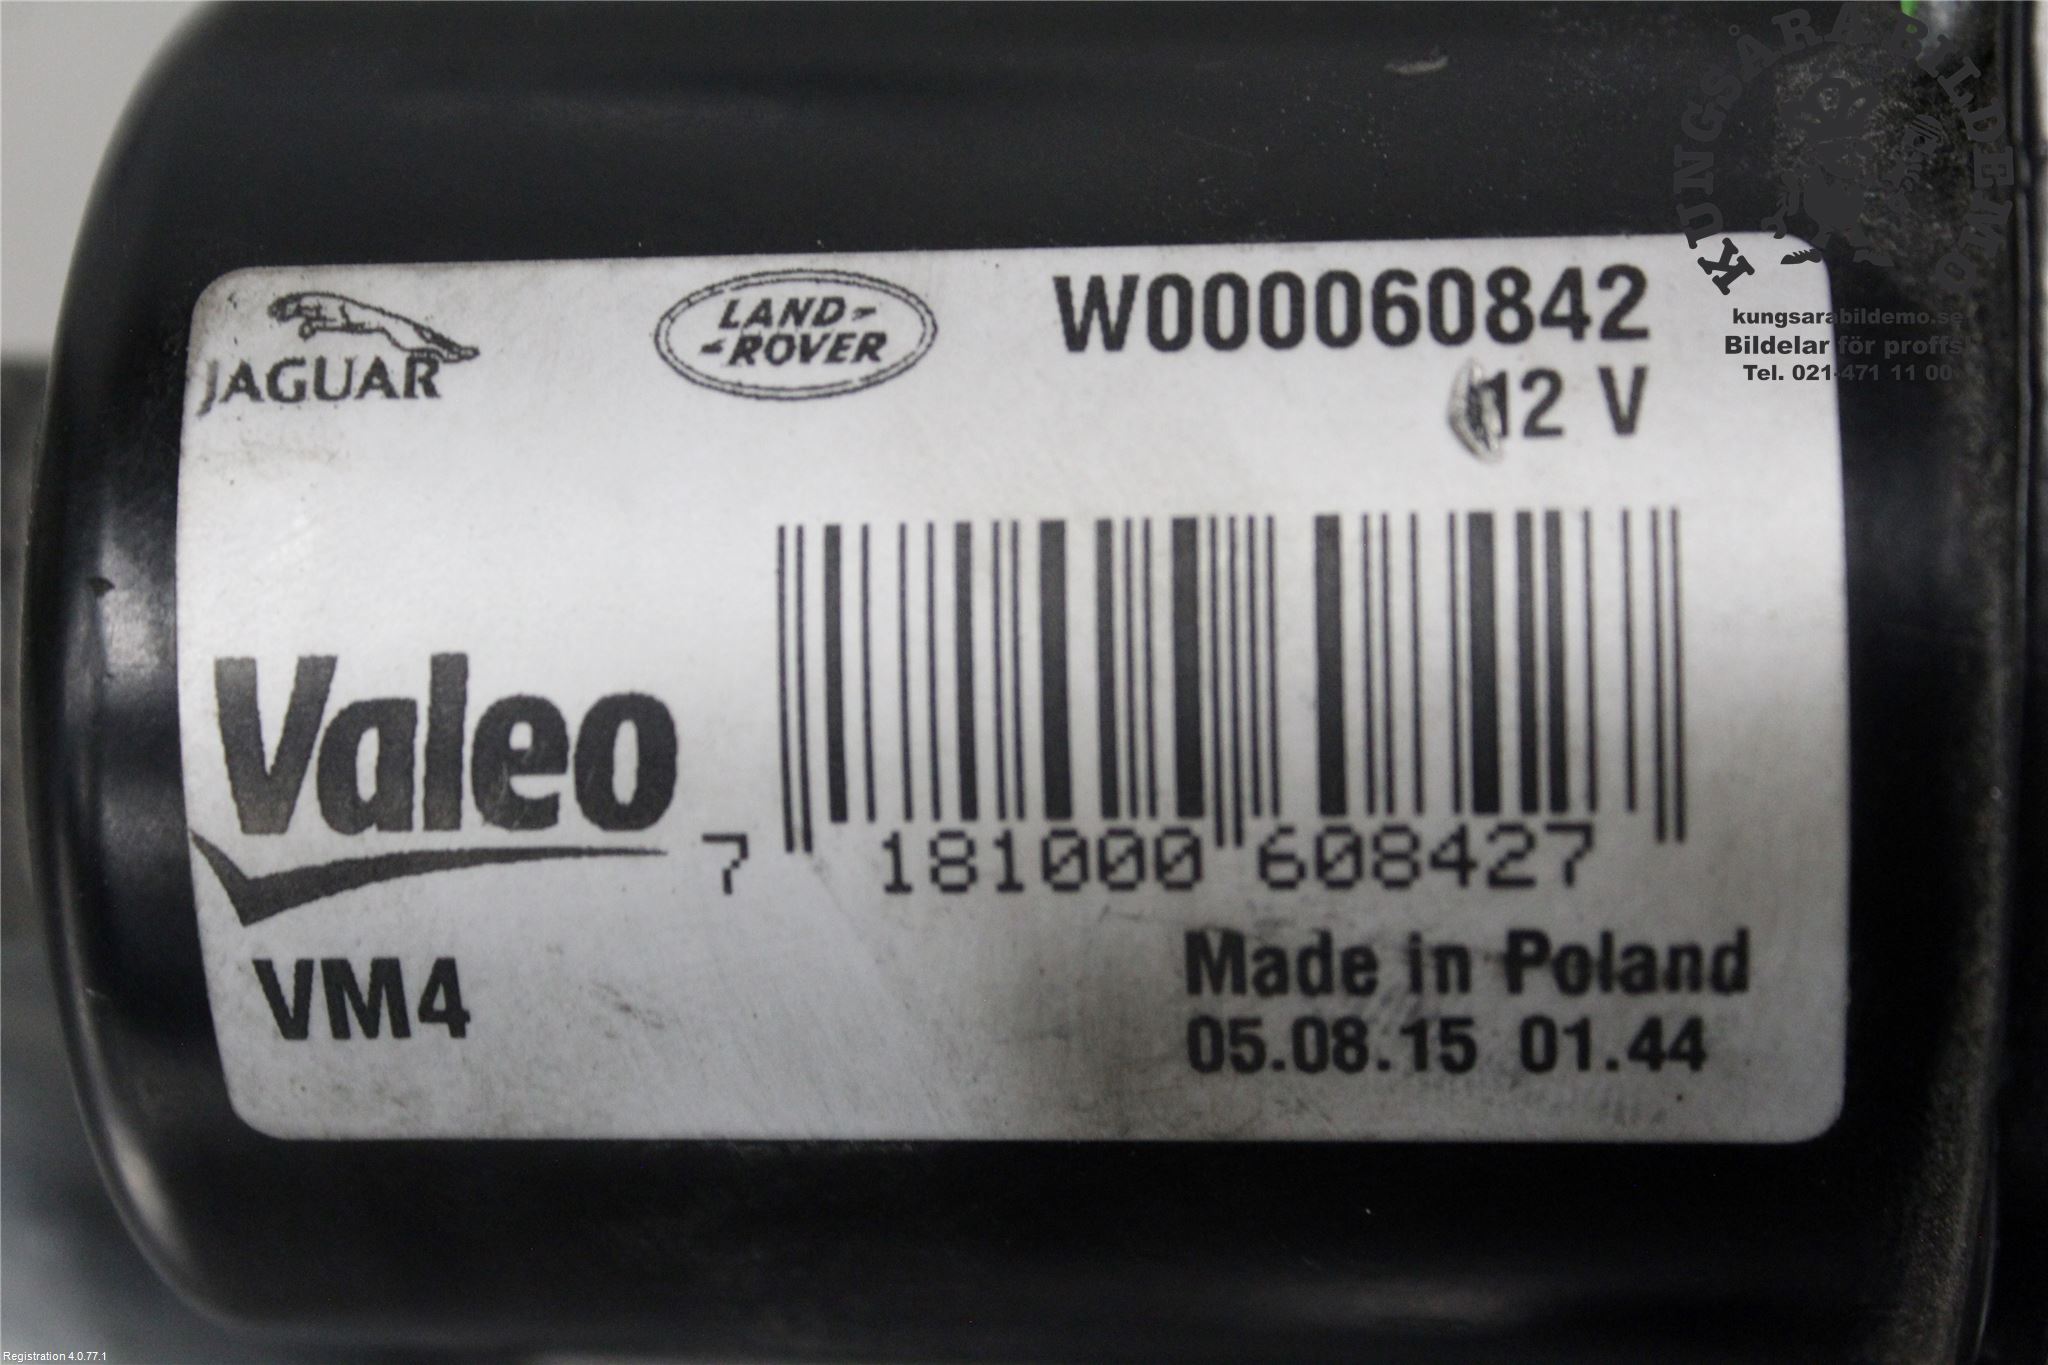 KUNGSÄRABILDEMO
kungsarabildemo.se
Bildelar för proffs
Tel. 021-471 11 00
JAGUAR
LAND-
-ROVER
W000060842
12 V
Valeo
7 181000 608427
VM4
Made in Poland
05.08.15 01.44
Registration 4.0.77.1